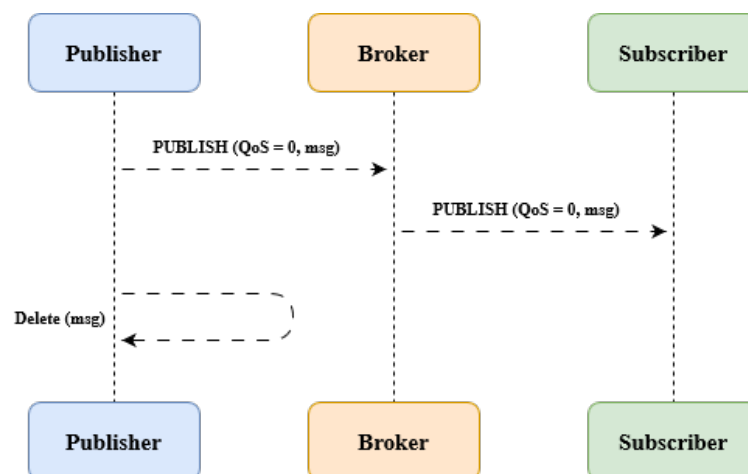 Publisher
Broker
Subscriber
PUBLISH (QoS = 0, msg)
PUBLISH (QoS = 0, msg)
Delete (msg)
Publisher
Broker
Subscriber